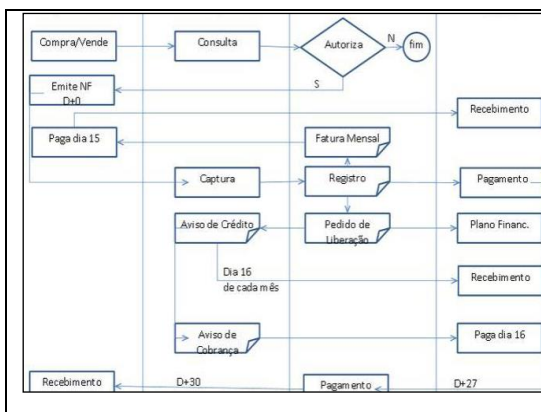 Compra/Vende
Consulta
Autoriza
N
fim
Emite NF
D+0
S
Recebimento
Paga dia 15
Fatura Mensal
Captura
Registro
Pagamento
Aviso de Crédito
Pedido de
Liberação
Plano Financ.
Dia 16
de cada mês
Recebimento
Aviso de
Cobrança
Paga dia 16
Recebimento
D+30
Pagamento
D+27